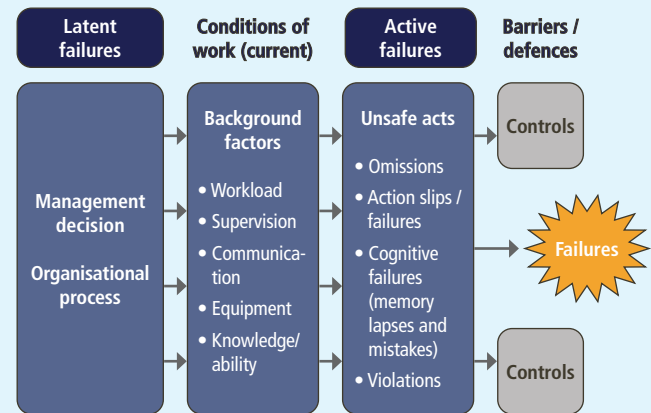 Latent
failures
Conditions of
work (current)
Active
failures
Barriers /
defences
Management
decision
Organisational
process
Background
factors
• Workload
• Supervision
• Communica-
tion
• Equipment
• Knowledge/
ability
Unsafe acts
• Omissions
• Action slips /
failures
• Cognitive
failures
(memory
lapses and
mistakes)
• Violations
Controls
Failures
Controls